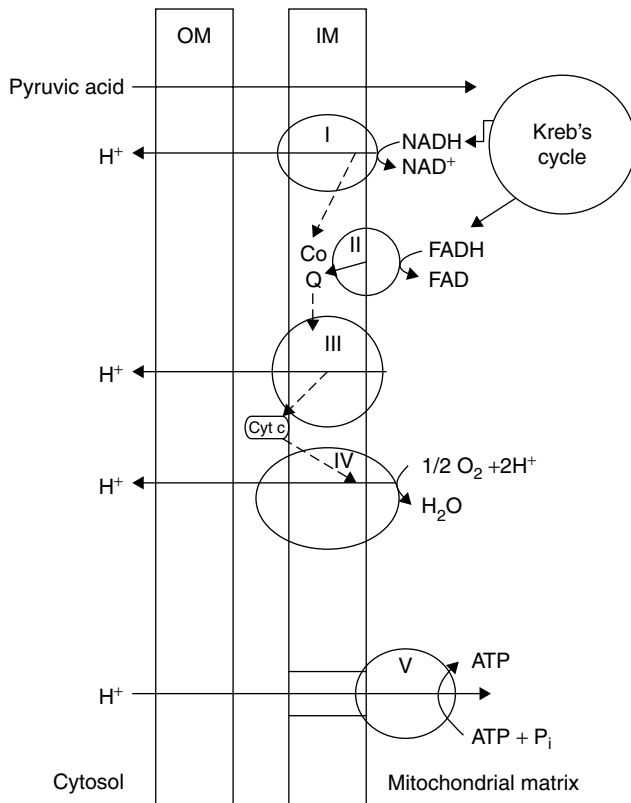 OM
IM
Pyruvic acid
I
Kreb's
cycle
NADH
H⁺
NAD⁺
Co
Q
II
FADH
FAD
III
H⁺
Cyt c
IV
1/2 O₂ +2H⁺
H⁺
H₂O
V
ATP
H⁺
ATP + Pᵢ
Cytosol
Mitochondrial matrix